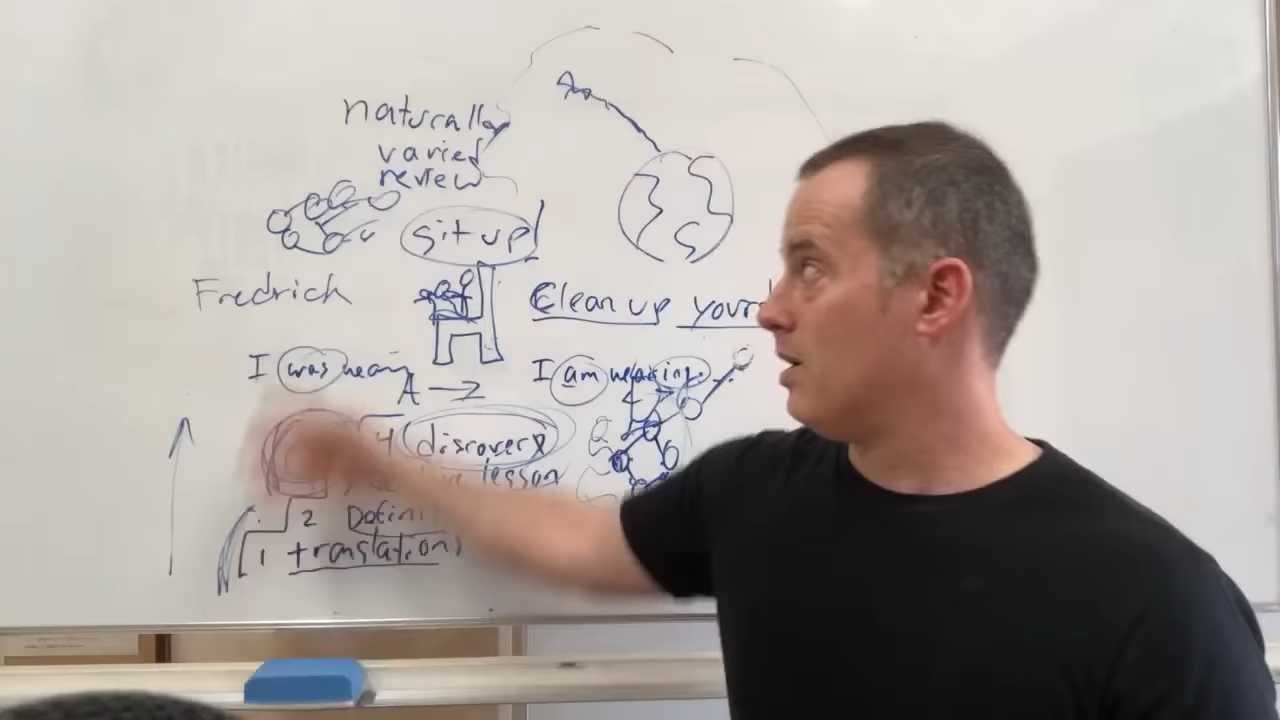 naturally
varied
review
sit up!
Fredrich
Clean up your
I was wearing
A → Z
I am wearing.
4 discovery
lesson
2 Defini
1 translation